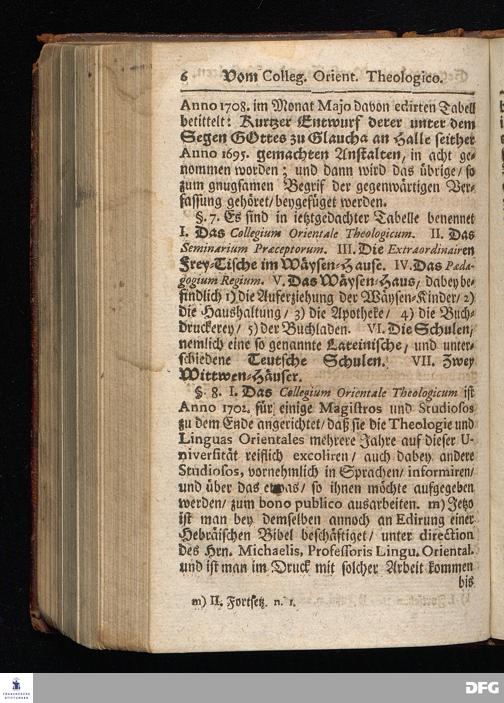 6 Vom Colleg. Orient. Theologico.
Anno 1708. im Monat Majo davon edirten Tabell
betittelt: Kurtzer Entwurf derer unter dem
Segen GOttes zu Glaucha an Halle seither
Anno 1695. gemachten Anstalten, in acht ge-
nommen worden; und dann wird das übrige/ so
zum gnugsamen Begrif der gegenwärtigen Ver-
fassung gehöret/ beygefüget werden.
§. 7. Es sind in ietztgedachter Tabelle benennet
I. Das Collegium Orientale Theologicum. II. Das
Seminarium Præceptorum. III. Die Extraordinairen
Frey-Tische im Wäysen-Hause. IV. Das Pæda-
gogium Regium. V. Das Wäysen-Haus, dabey be-
findlich 1) die Auferziehung der Wäysen-Kinder/ 2)
die Haushaltung/ 3) die Apotheke/ 4) die Buch-
druckerey/ 5) der Buchladen. VI. Die Schulen,
nemlich eine so genannte Lateinische, und unter-
schiedene Teutsche Schulen. VII. Zwey
Wittwen-Häuser.
§. 8. I. Das Collegium Orientale Theologicum ist
Anno 1702. für einige Magistros und Studiosos
zu dem Ende angerichtet/ daß sie die Theologie und
Linguas Orientales mehrere Jahre auf dieser U-
niversität reiflich excoliren/ auch dabey andere
Studiosos, vornehmlich in Sprachen/ informiren/
und über das etwas/ so ihnen möchte aufgegeben
werden/ zum bono publico ausarbeiten. m) Jetzo
ist man bey demselben annoch an Edirung einer
Hebräischen Bibel beschäftiget/ unter direction
des Hrn. Michaelis, Professoris Lingu. Oriental.
und ist man im Druck mit solcher Arbeit kommen
bis
m) II. Fortsetz. n. 1.
FRANCKESCHE
STIFTUNGEN
DFG